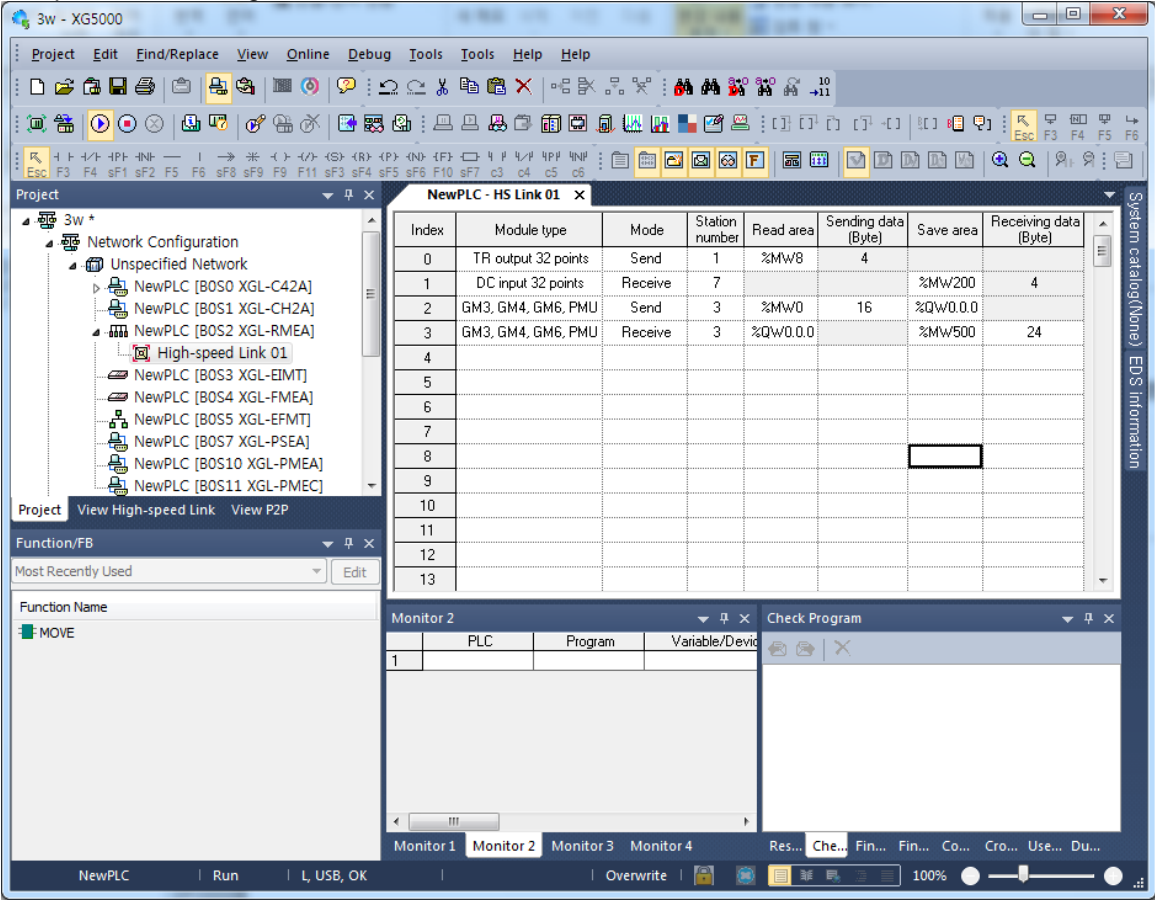 3w - XG5000
Project Edit Find/Replace View Online Debug Tools Tools Help Help
Esc F3 F4 F5 F6
Esc F3 F4 sF1 sF2 F5 F6 sF8 sF9 F9 F11 sF3 sF4 sF5 sF6 F10 sF7 c3 c4 c5 c6
Project
3w *
Network Configuration
Unspecified Network
NewPLC [B0S0 XGL-C42A]
NewPLC [B0S1 XGL-CH2A]
NewPLC [B0S2 XGL-RMEA]
High-speed Link 01
NewPLC [B0S3 XGL-EIMT]
NewPLC [B0S4 XGL-FMEA]
NewPLC [B0S5 XGL-EFMT]
NewPLC [B0S7 XGL-PSEA]
NewPLC [B0S10 XGL-PMEA]
NewPLC [B0S11 XGL-PMEC]
Project View High-speed Link View P2P
Function/FB
Most Recently Used Edit
Function Name
MOVE
NewPLC - HS Link 01
Index Module type Mode Station number Read area Sending data (Byte) Save area Receiving data (Byte)
0 TR output 32 points Send 1 %MW8 4
1 DC input 32 points Receive 7 %MW200 4
2 GM3, GM4, GM6, PMU Send 3 %MW0 16 %QW0.0.0
3 GM3, GM4, GM6, PMU Receive 3 %QW0.0.0 %MW500 24
4
5
6
7
8
9
10
11
12
13
System catalog(None)
EDS information
Monitor 2
PLC Program Variable/Devic
1
Monitor 1 Monitor 2 Monitor 3 Monitor 4
Check Program
Res... Che... Fin... Fin... Co... Cro... Use... Du...
NewPLC Run L, USB, OK Overwrite 100%